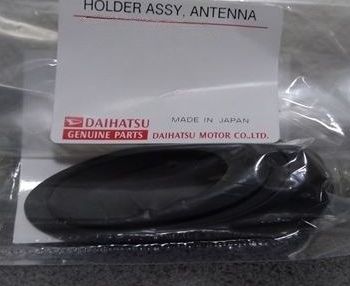 HOLDER ASSY, ANTENNA
DAIHATSU MADE IN JAPAN
GENUINE PARTS DAIHATSU MOTOR CO.,LTD.